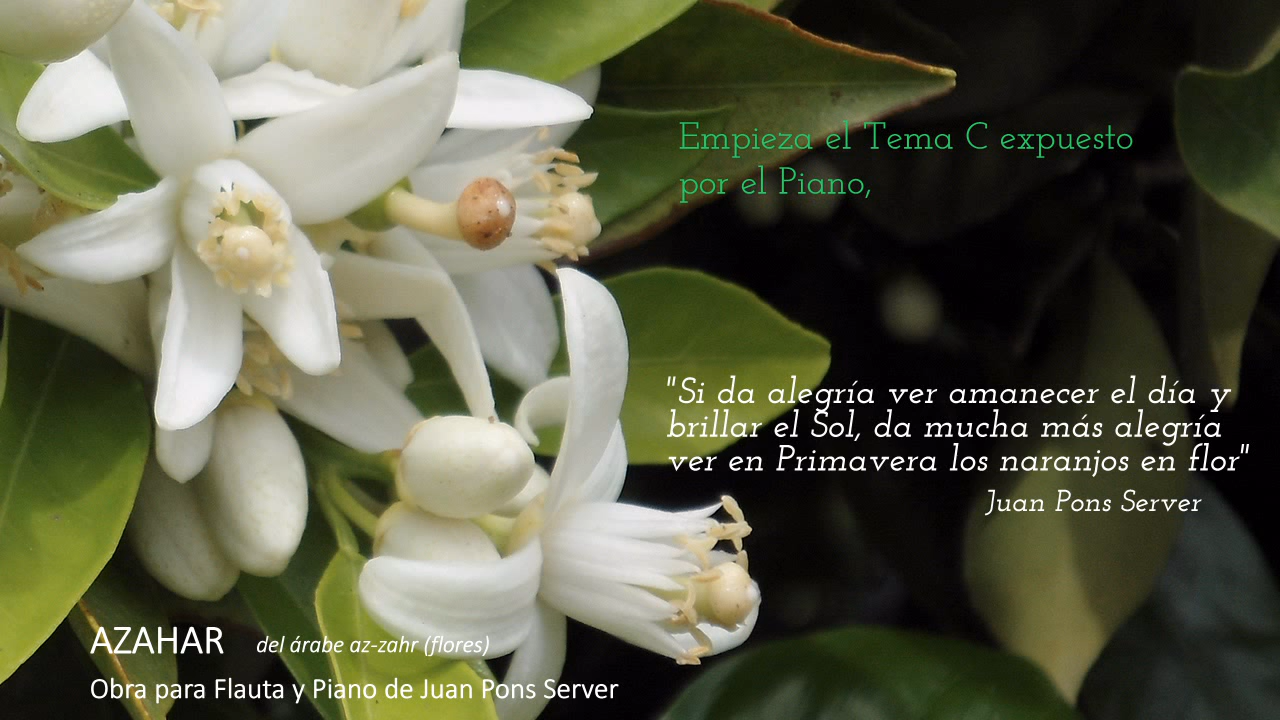 Empieza el Tema C expuesto
por el Piano,
"Si da alegría ver amanecer el día y
brillar el Sol, da mucha más alegría
ver en Primavera los naranjos en flor"
Juan Pons Server
AZAHAR del árabe az-zahr (flores)
Obra para Flauta y Piano de Juan Pons Server